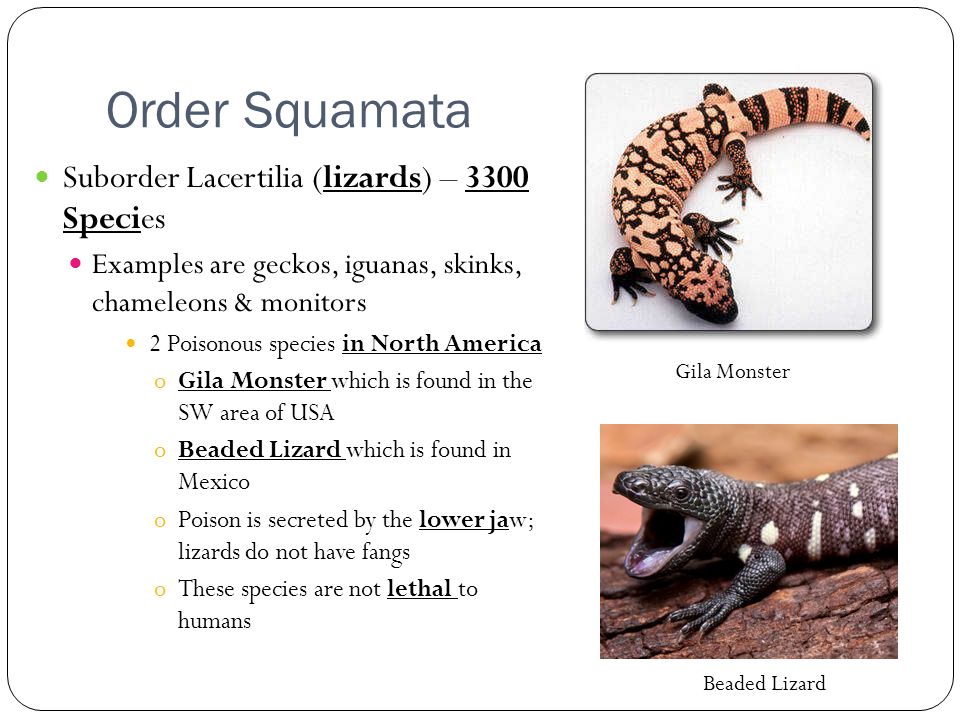 Order Squamata
Suborder Lacertilia (lizards) – 3300
Species
Examples are geckos, iguanas, skinks,
chameleons & monitors
2 Poisonous species in North America
Gila Monster which is found in the
SW area of USA
Beaded Lizard which is found in
Mexico
Poison is secreted by the lower jaw;
lizards do not have fangs
These species are not lethal to
humans
Gila Monster
Beaded Lizard